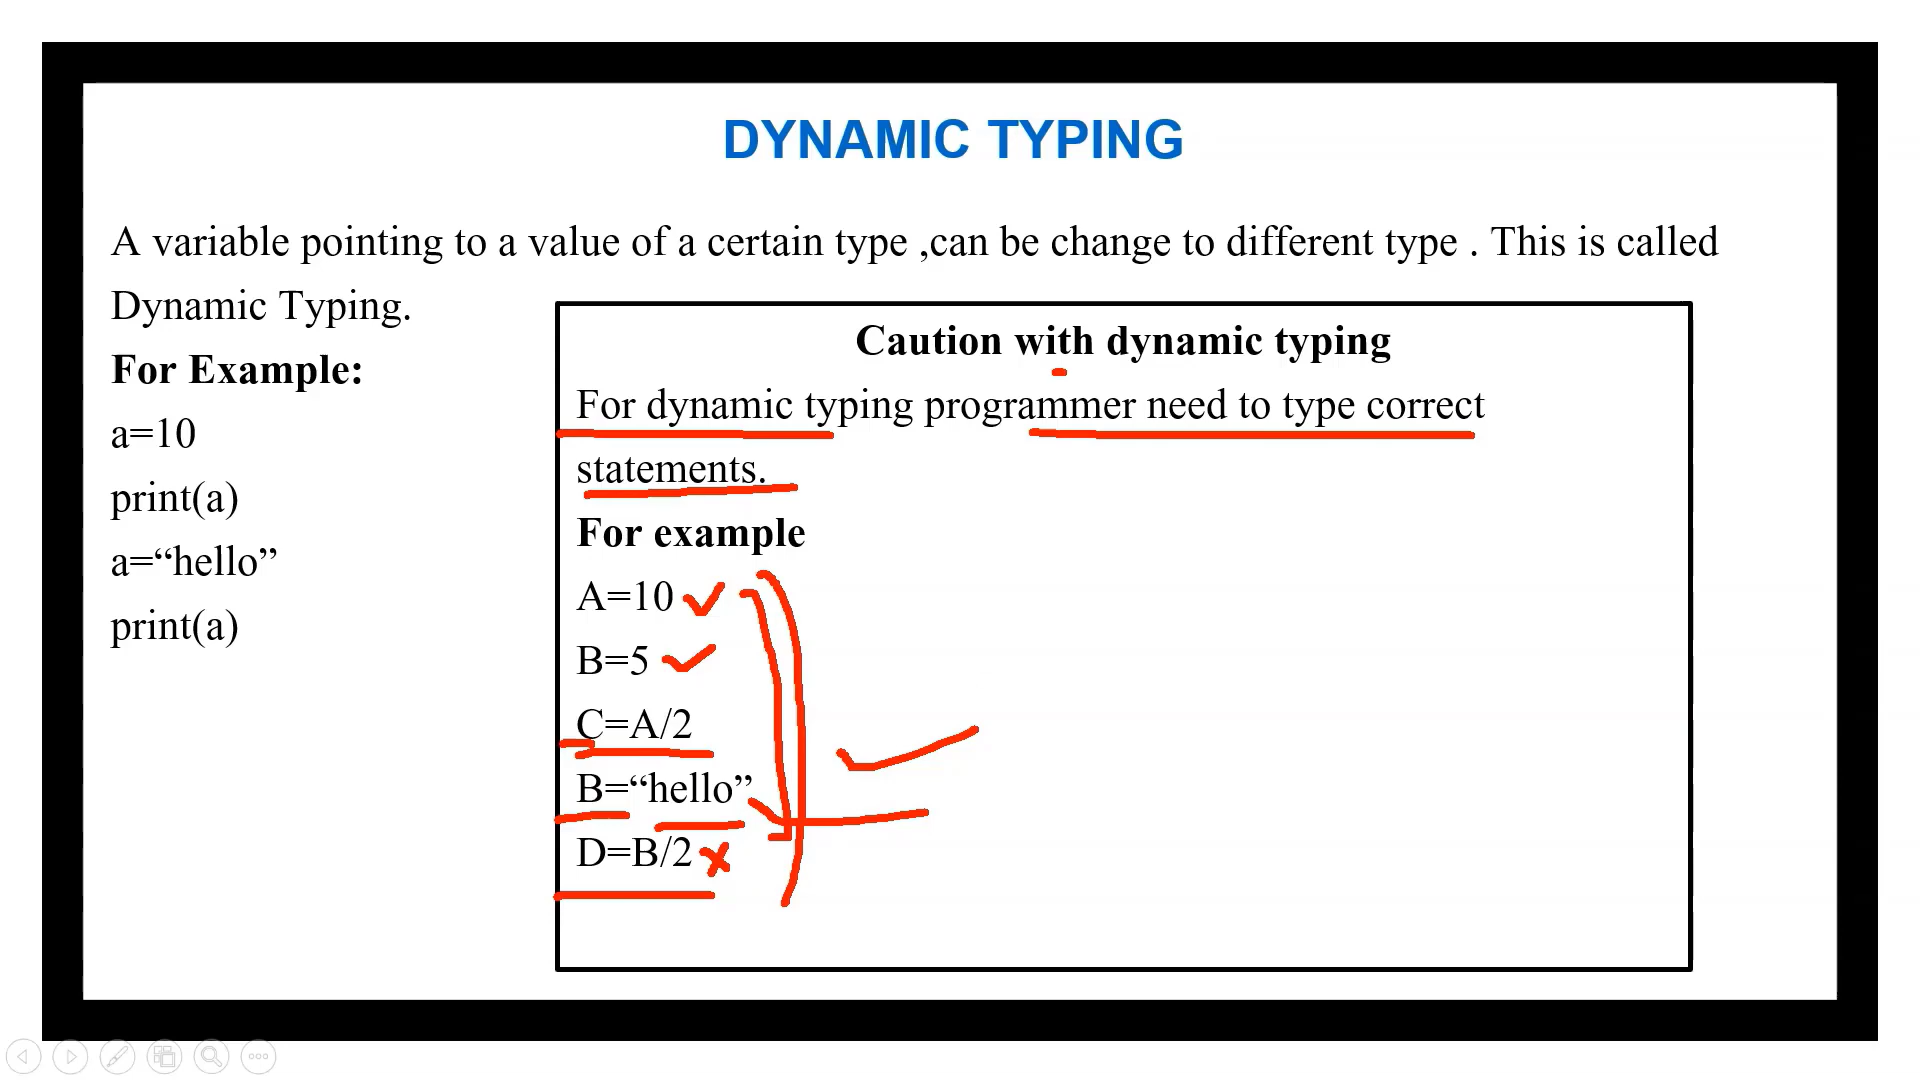 DYNAMIC TYPING
A variable pointing to a value of a certain type ,can be change to different type . This is called
Dynamic Typing.
For Example:
a=10
print(a)
a=“hello”
print(a)
Caution with dynamic typing
For dynamic typing programmer need to type correct
statements.
For example
A=10
B=5
C=A/2
B=“hello”
D=B/2